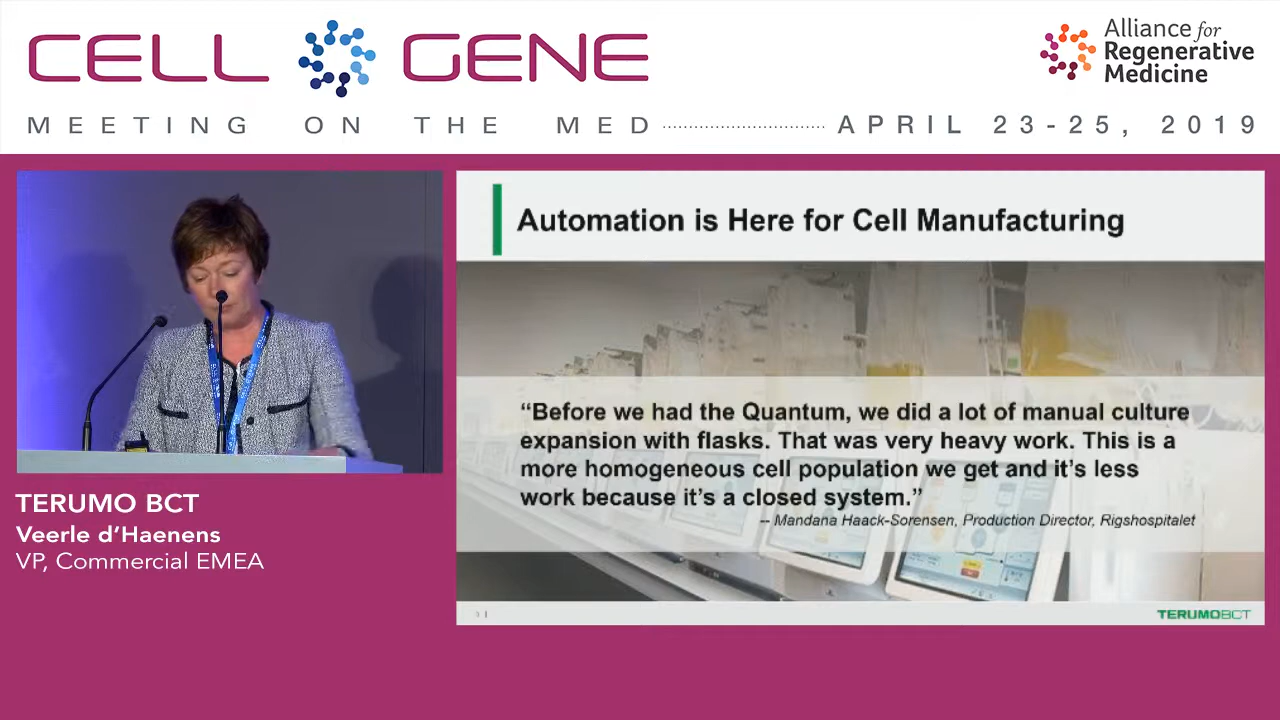 CELL GENE
Alliance for
Regenerative
Medicine
MEETING ON THE MED
APRIL 23-25, 2019
Automation is Here for Cell Manufacturing
“Before we had the Quantum, we did a lot of manual culture
expansion with flasks. That was very heavy work. This is a
more homogeneous cell population we get and it’s less
work because it’s a closed system.”
-- Mandana Haack-Sorensen, Production Director, Rigshospitalet
TERUMOBCT
TERUMO BCT
Veerle d’Haenens
VP, Commercial EMEA